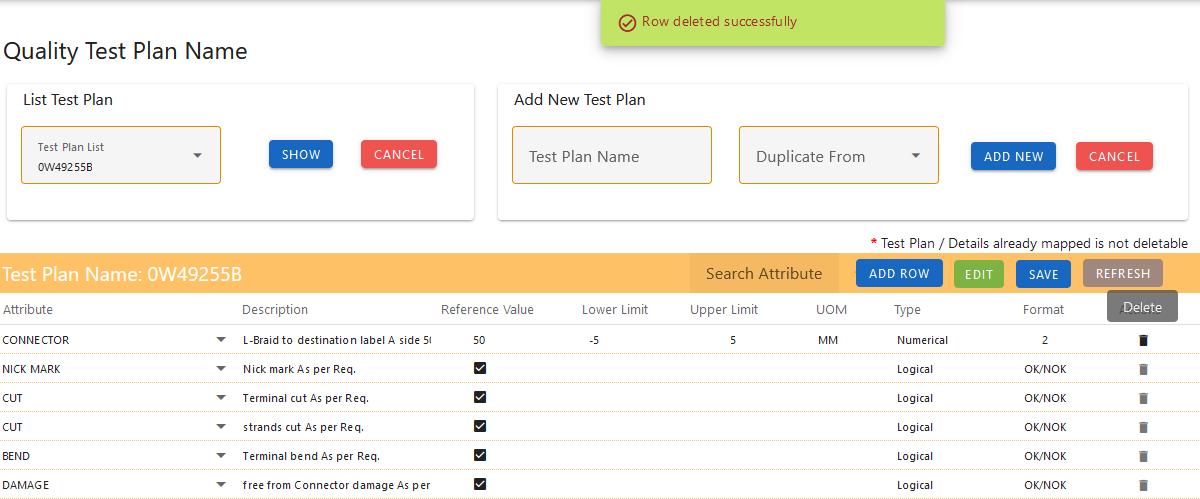 Row deleted successfully
Quality Test Plan Name
List Test Plan
Test Plan List
0W49255B
SHOW
CANCEL
Add New Test Plan
Test Plan Name
Duplicate From
ADD NEW
CANCEL
* Test Plan / Details already mapped is not deletable
Test Plan Name: 0W49255B Search Attribute ADD ROW EDIT SAVE REFRESH
Delete
Attribute Description Reference Value Lower Limit Upper Limit UOM Type Format
CONNECTOR L-Braid to destination label A side 50 -5 5 MM Numerical 2
NICK MARK Nick mark As per Req. Logical OK/NOK
CUT Terminal cut As per Req. Logical OK/NOK
CUT strands cut As per Req. Logical OK/NOK
BEND Terminal bend As per Req. Logical OK/NOK
DAMAGE free from Connector damage As per Logical OK/NOK